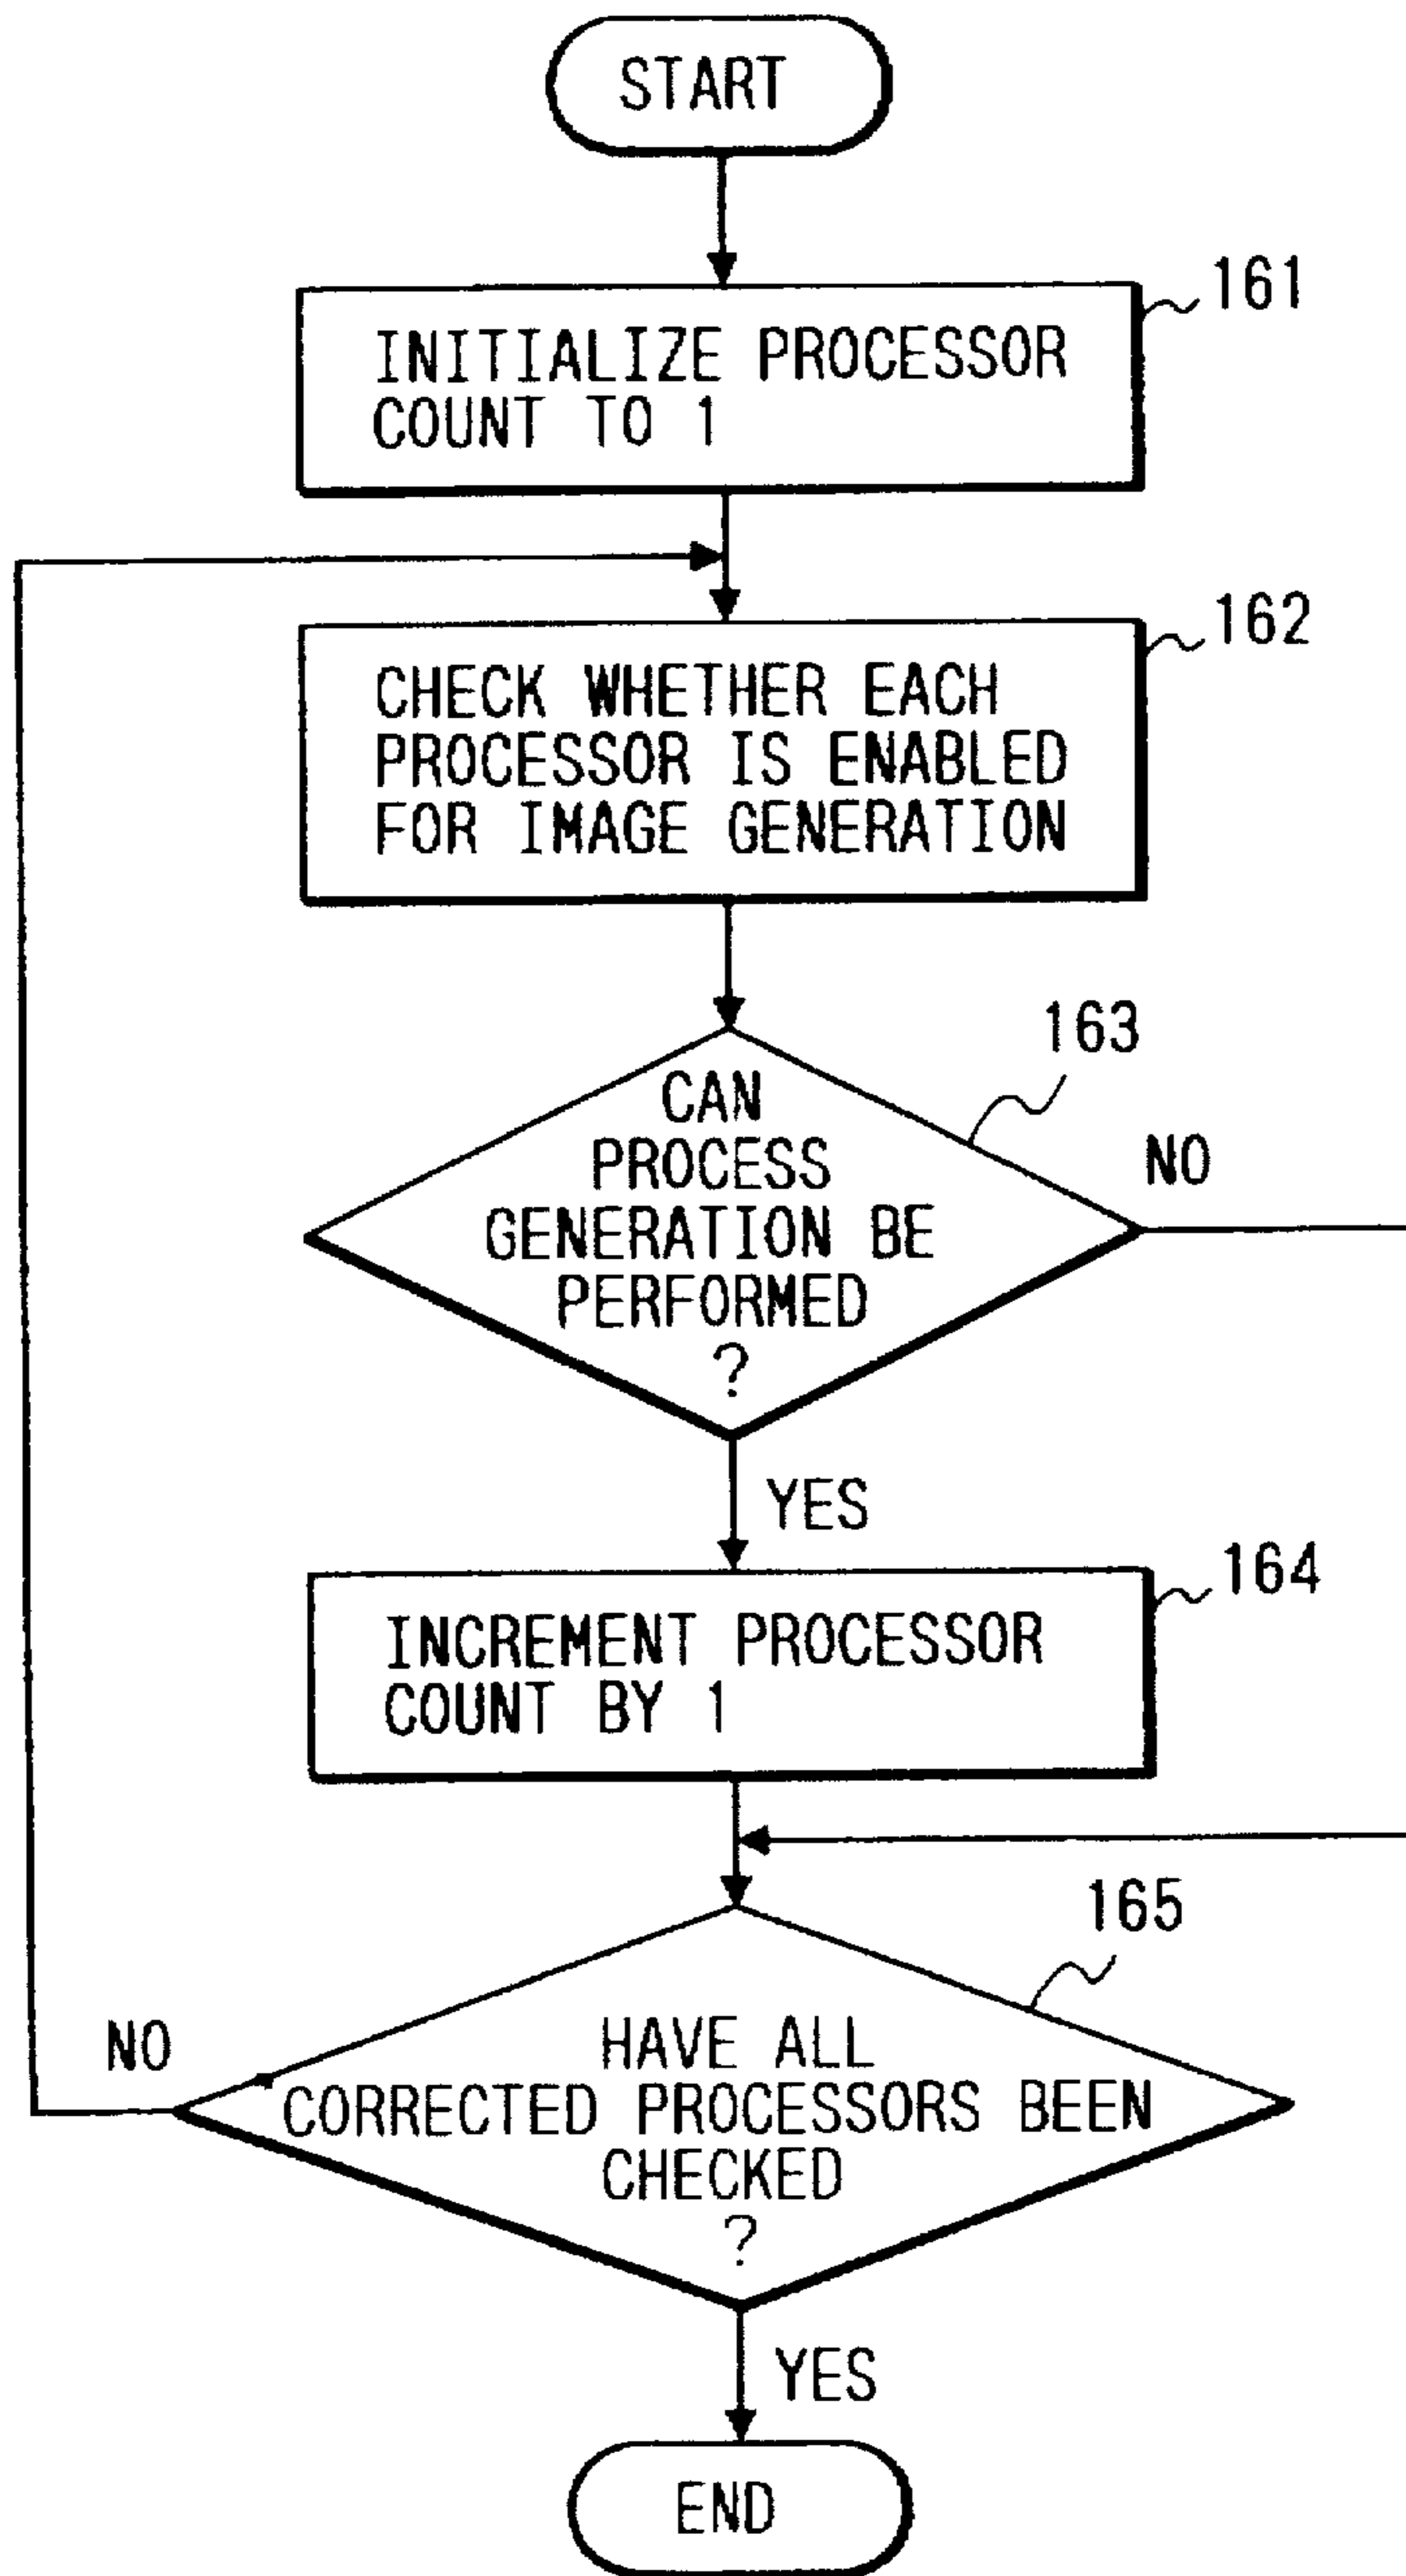 START
161
INITIALIZE PROCESSOR
COUNT TO 1
162
CHECK WHETHER EACH
PROCESSOR IS ENABLED
FOR IMAGE GENERATION
163
CAN
PROCESS
GENERATION BE
PERFORMED
?
NO
YES
164
INCREMENT PROCESSOR
COUNT BY 1
165
HAVE ALL
CORRECTED PROCESSORS BEEN
CHECKED
?
NO
YES
END